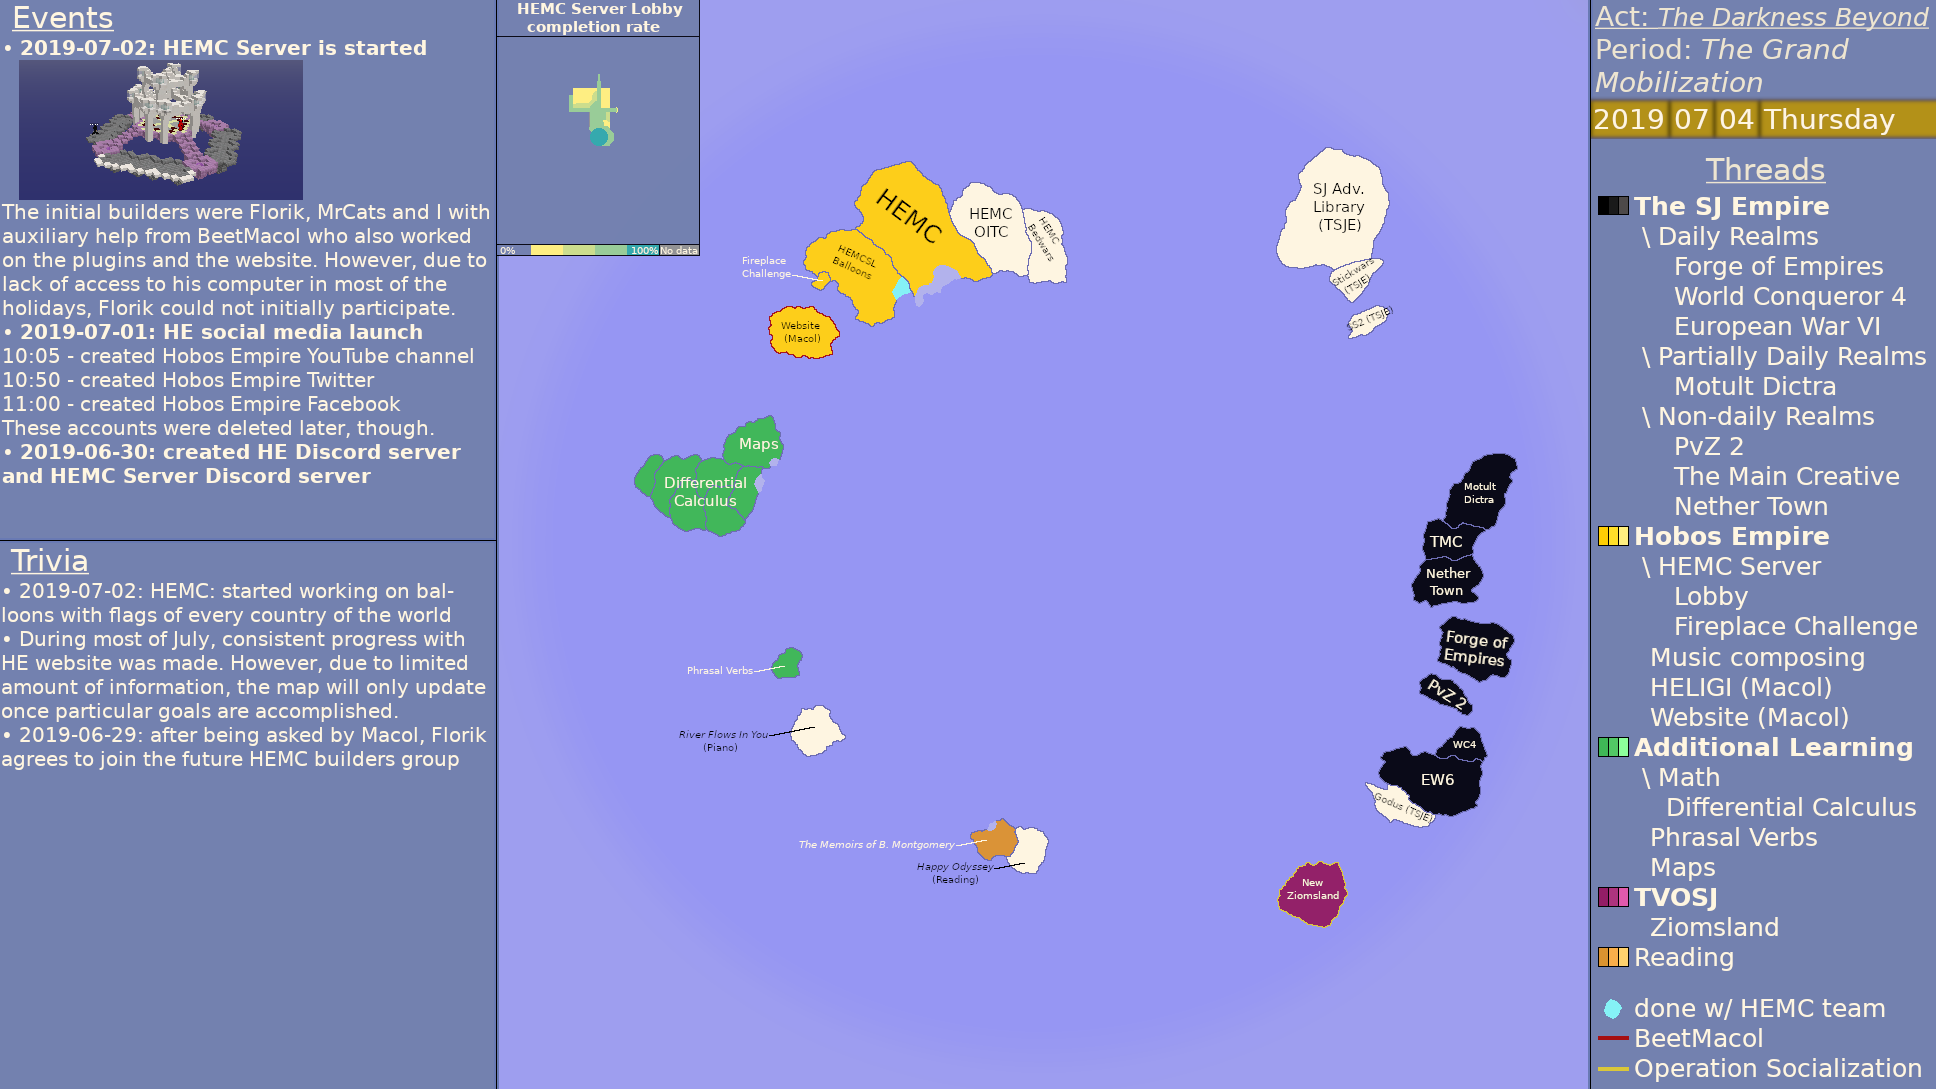 Events
• 2019-07-02: HEMC Server is started
The initial builders were Florik, MrCats and I with
auxiliary help from BeetMacol who also worked
on the plugins and the website. However, due to
lack of access to his computer in most of the
holidays, Florik could not initially participate.
• 2019-07-01: HE social media launch
10:05 - created Hobos Empire YouTube channel
10:50 - created Hobos Empire Twitter
11:00 - created Hobos Empire Facebook
These accounts were deleted later, though.
• 2019-06-30: created HE Discord server
and HEMC Server Discord server
Trivia
• 2019-07-02: HEMC: started working on bal-
loons with flags of every country of the world
• During most of July, consistent progress with
HE website was made. However, due to limited
amount of information, the map will only update
once particular goals are accomplished.
• 2019-06-29: after being asked by Macol, Florik
agrees to join the future HEMC builders group
HEMC Server Lobby
completion rate
0%
100%
No data
HEMC
HEMC
OITC
HEMC
Bedwars
HEMCSL
Balloons
Fireplace
Challenge
Website
(Macol)
SJ Adv.
Library
(TSJE)
Stickwars
(TSJE)
SS2 (TSJE)
Maps
Differential
Calculus
Motult
Dictra
TMC
Nether
Town
Forge of
Empires
PvZ 2
WC4
EW6
Godus (TSJE)
Phrasal Verbs
River Flows In You
(Piano)
The Memoirs of B. Montgomery
Happy Odyssey
(Reading)
New
Ziomsland
Act: The Darkness Beyond
Period: The Grand
Mobilization
2019 07 04 Thursday
Threads
The SJ Empire
\ Daily Realms
Forge of Empires
World Conqueror 4
European War VI
\ Partially Daily Realms
Motult Dictra
\ Non-daily Realms
PvZ 2
The Main Creative
Nether Town
Hobos Empire
\ HEMC Server
Lobby
Fireplace Challenge
Music composing
HELIGI (Macol)
Website (Macol)
Additional Learning
\ Math
Differential Calculus
Phrasal Verbs
Maps
TVOSJ
Ziomsland
Reading
done w/ HEMC team
BeetMacol
Operation Socialization